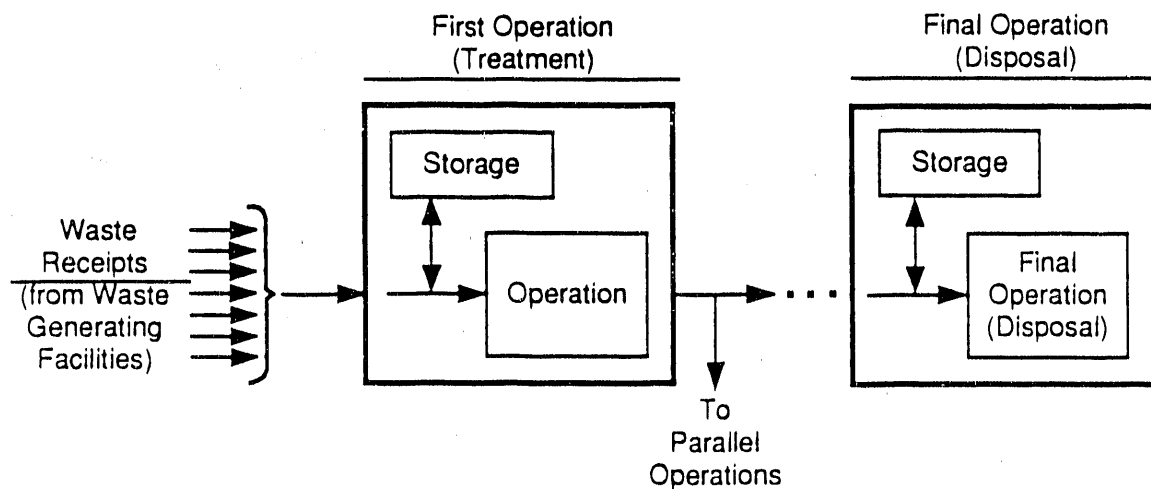 First Operation
(Treatment)
Final Operation
(Disposal)
Storage
Storage
Waste
Receipts
(from Waste
Generating
Facilities)
Operation
Final
Operation
(Disposal)
To
Parallel
Operations